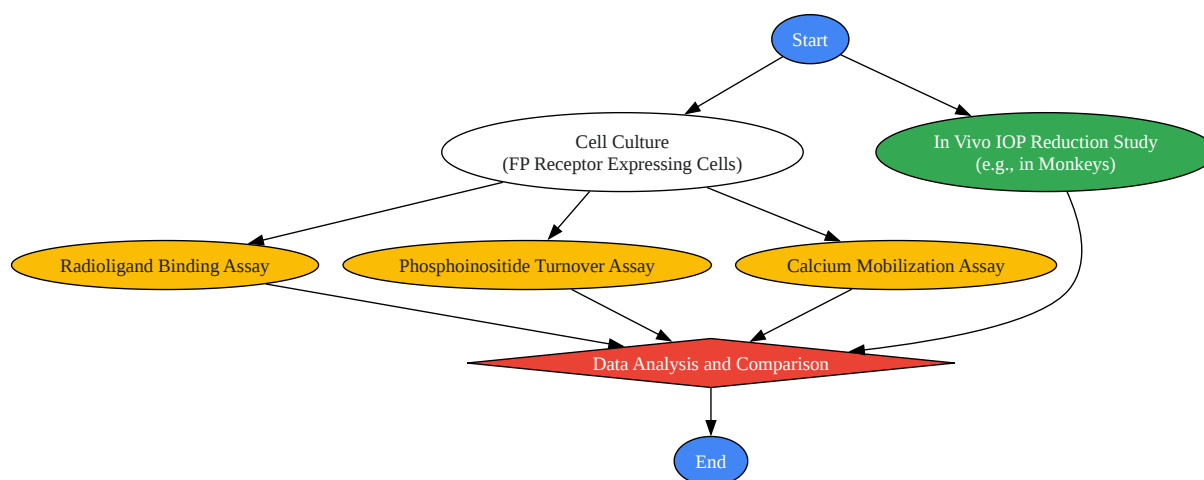 Start
Cell Culture
(FP Receptor Expressing Cells)
In Vivo IOP Reduction Study
(e.g., in Monkeys)
Radioligand Binding Assay
Phosphoinositide Turnover Assay
Calcium Mobilization Assay
Data Analysis and Comparison
End